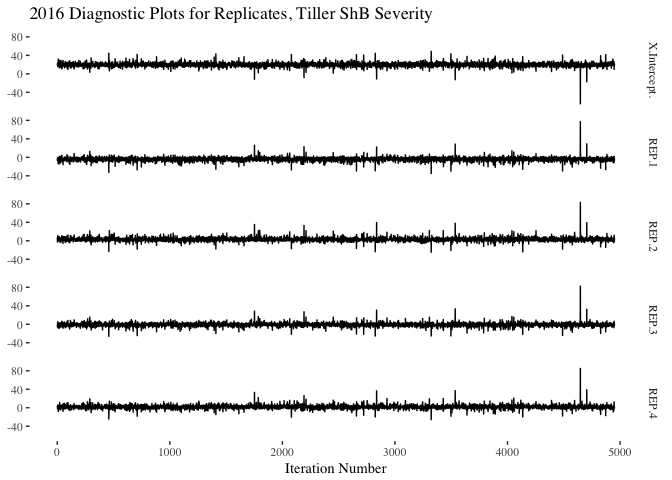 2016 Diagnostic Plots for Replicates, Tiller ShB Severity
80
40
0
-40
X.Intercept.
80
40
0
-40
REP.1
80
40
0
-40
REP.2
80
40
0
-40
REP.3
80
40
0
-40
REP.4
0 1000 2000 3000 4000 5000
Iteration Number